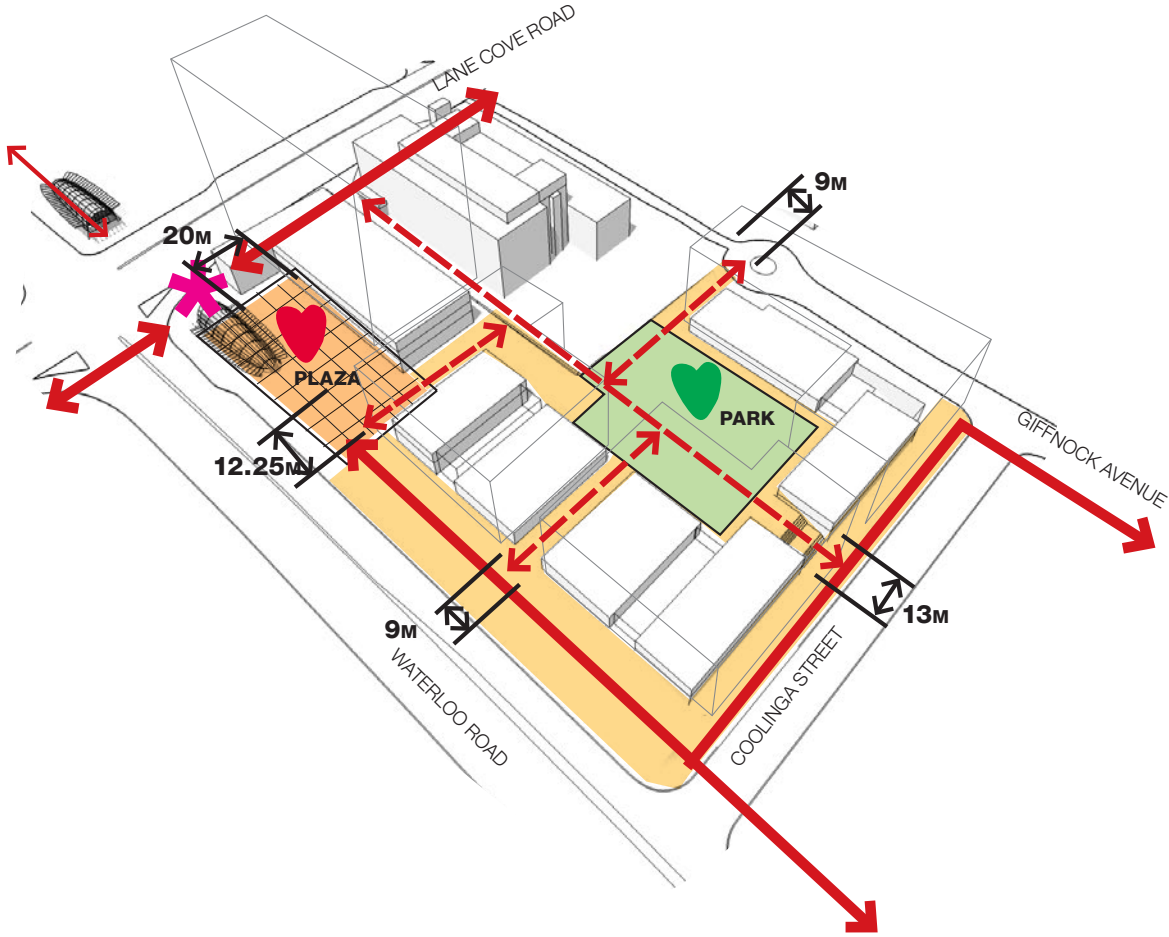 LANE COVE ROAD
9M
20M
PLAZA
PARK
GIFFNOCK AVENUE
12.25M
9M
13M
WATERLOO ROAD
COOLINGA STREET